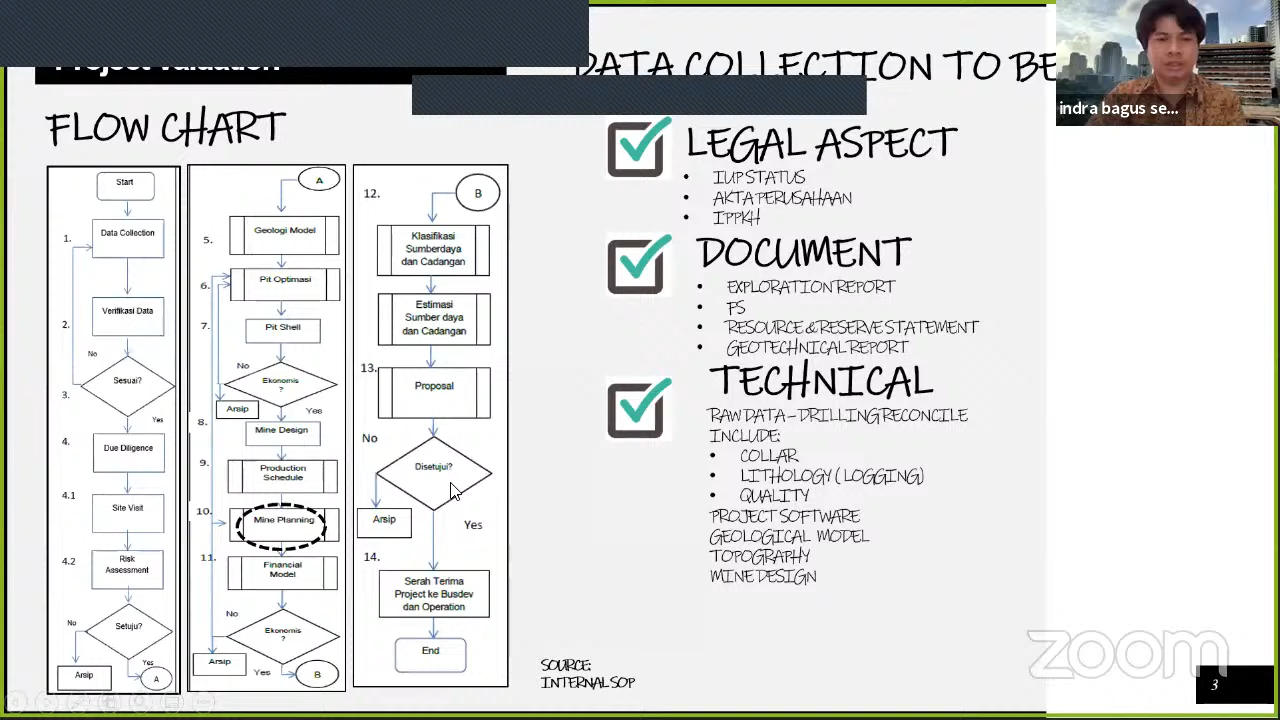 Project Valuation
DATA COLLECTION TO BE
indra bagus se...
FLOW CHART
Start
1.
Data Collection
2.
Verifikasi Data
No
Sesuai?
3.
Yes
4.
Due Diligence
4.1
Site Visit
4.2
Risk
Assessment
No
Setuju?
Yes
Arsip
A
A
5.
Geologi Model
6.
Pit Optimasi
7.
Pit Shell
No
Ekonomis
?
Arsip
Yes
8.
Mine Design
9.
Production
Schedule
10.
Mine Planning
11.
Financial
Model
No
Ekonomis
?
Arsip
Yes
B
12.
B
Klasifikasi
Sumberdaya
dan Cadangan
Estimasi
Sumber daya
dan Cadangan
13.
Proposal
No
Disetujui?
Arsip
Yes
14.
Serah Terima
Project ke Busdev
dan Operation
End
LEGAL ASPECT
• IUP STATUS
• AKTA PERUSAHAAN
• IPPKH
DOCUMENT
• EXPLORATION REPORT
• FS
• RESOURCE & RESERVE STATEMENT
• GEOTECHNICAL REPORT
TECHNICAL
RAW DATA – DRILLING RECONCILE
INCLUDE:
• COLLAR
• LITHOLOGY (LOGGING)
• QUALITY
PROJECT SOFTWARE
GEOLOGICAL MODEL
TOPOGRAPHY
MINE DESIGN
SOURCE:
INTERNAL SOP
zoom
3